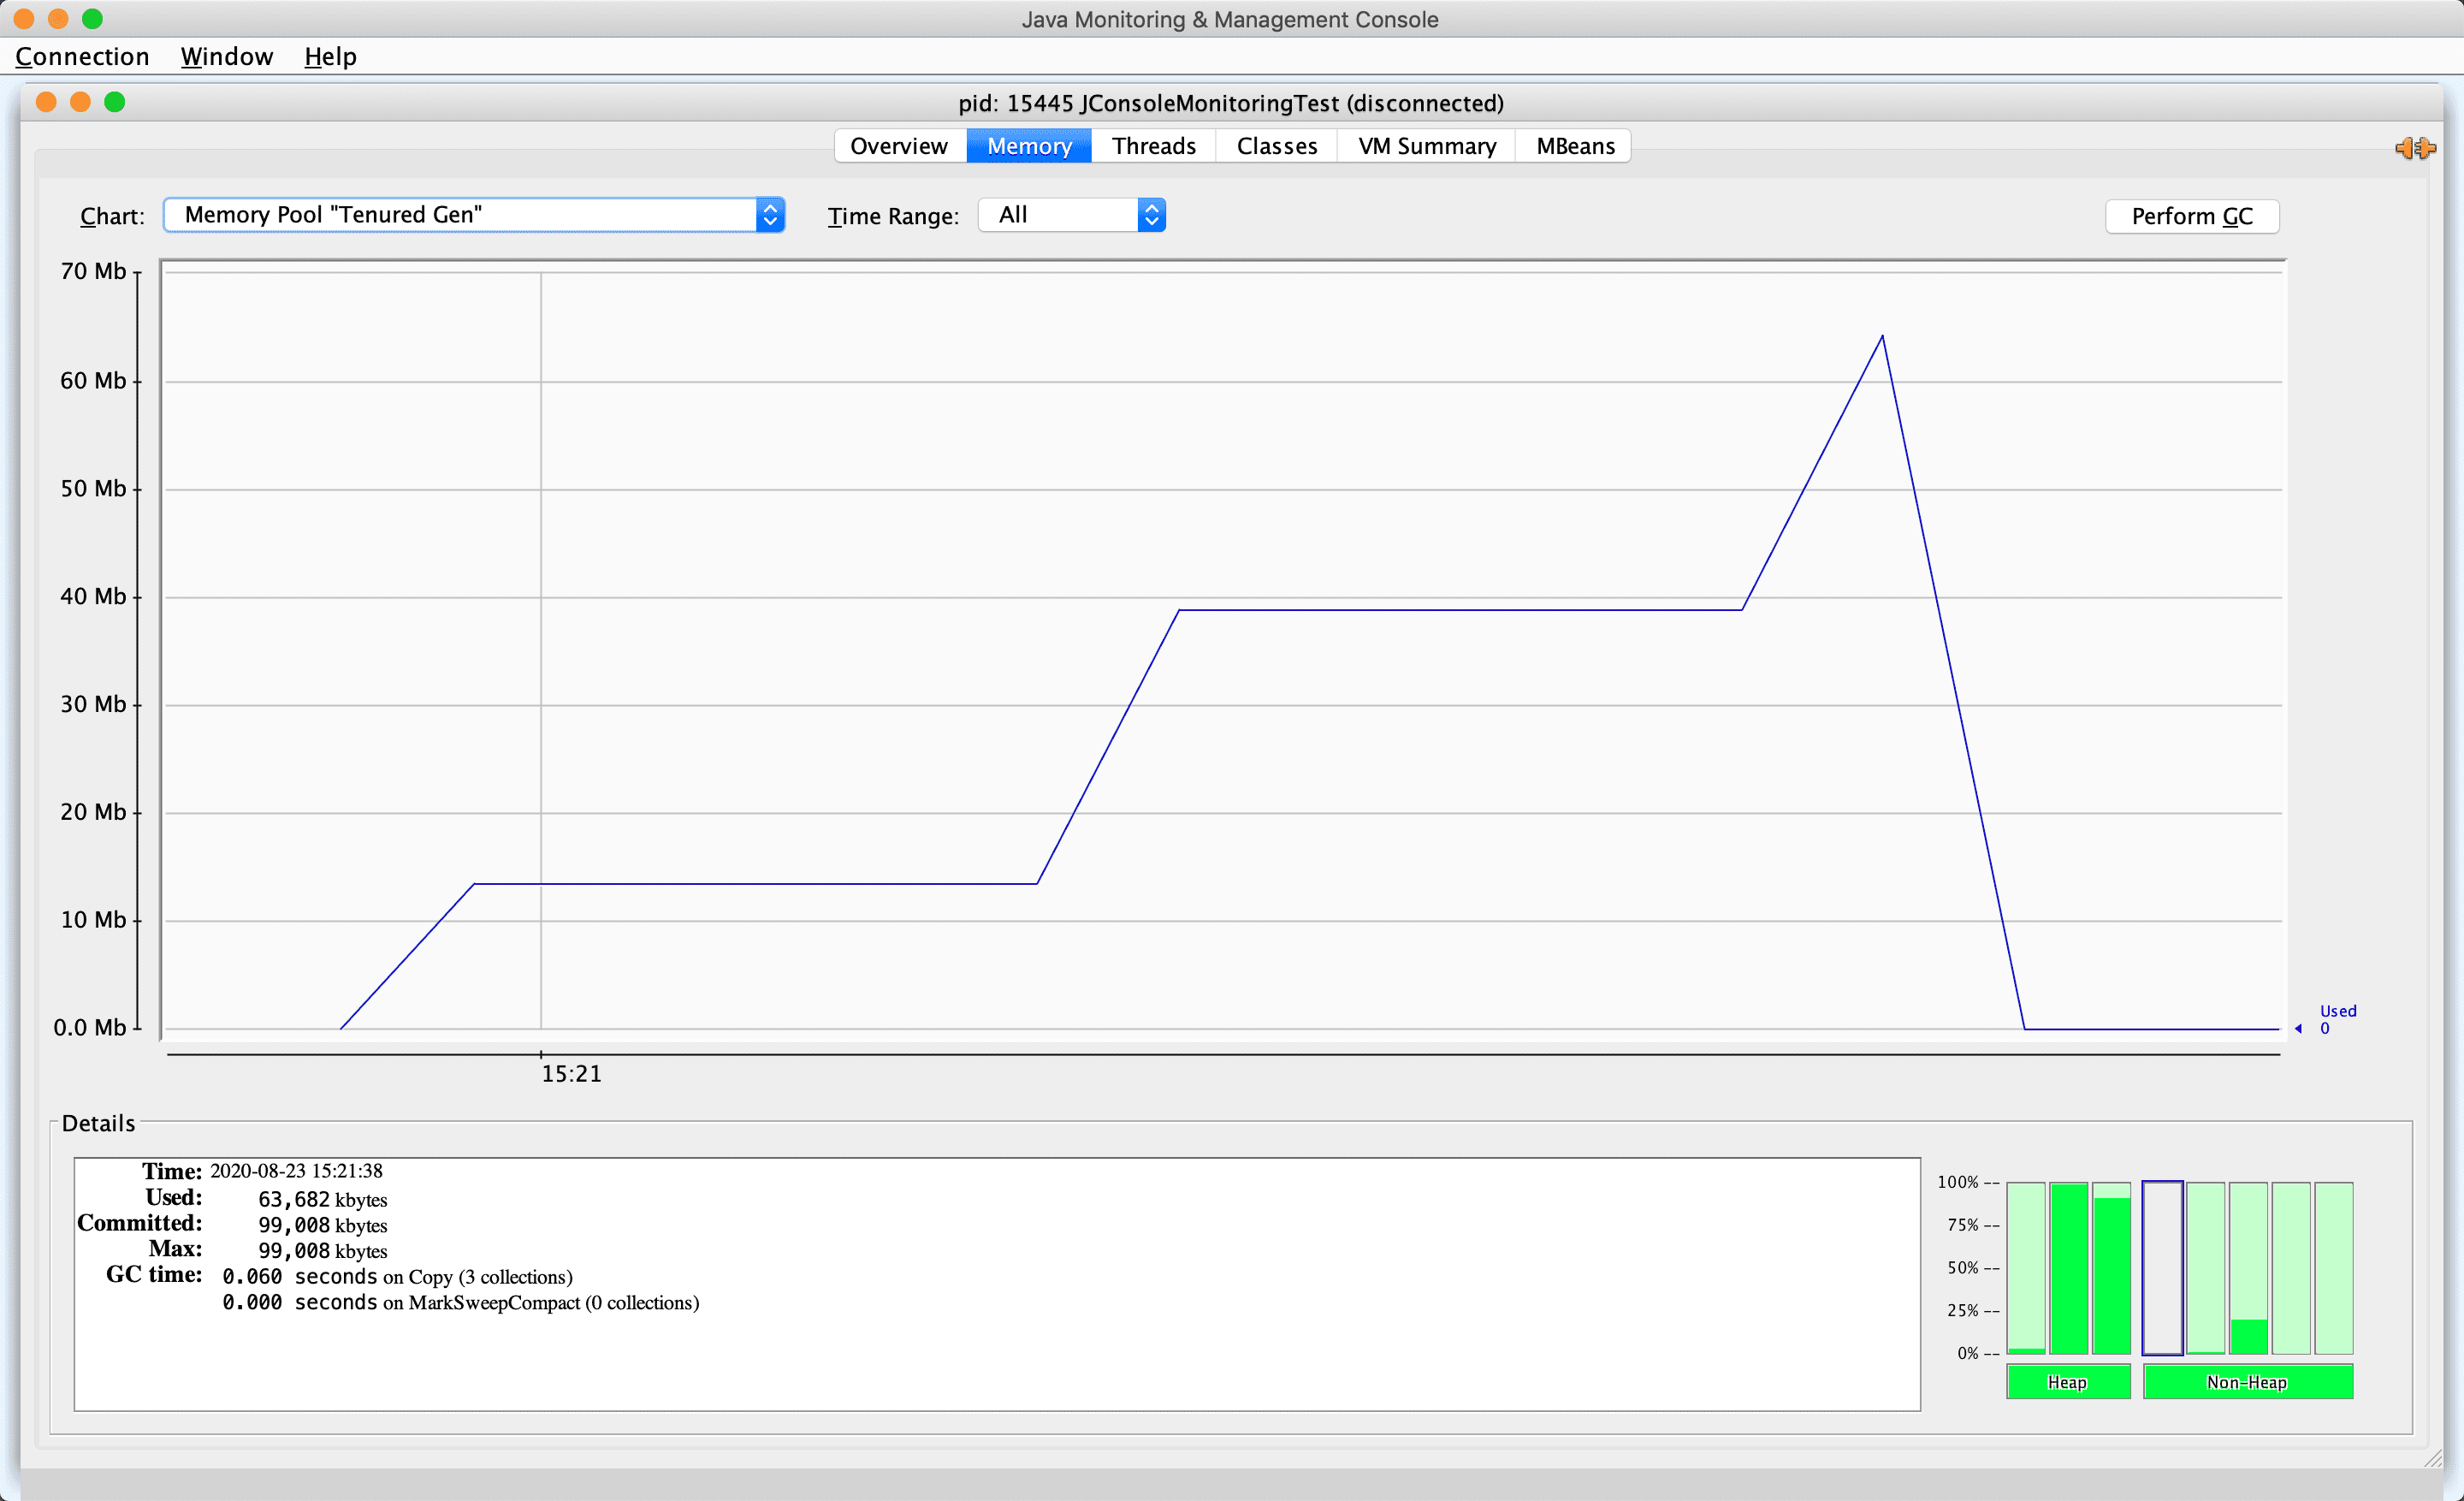 Java Monitoring & Management Console
Connection Window Help
pid: 15445 JConsoleMonitoringTest (disconnected)
Overview Memory Threads Classes VM Summary MBeans
Chart: Memory Pool "Tenured Gen" Time Range: All Perform GC
70 Mb
60 Mb
50 Mb
40 Mb
30 Mb
20 Mb
10 Mb
0.0 Mb
Used
0
15:21
Details
Time: 2020-08-23 15:21:38
Used: 63,682 kbytes
Committed: 99,008 kbytes
Max: 99,008 kbytes
GC time: 0.060 seconds on Copy (3 collections)
0.000 seconds on MarkSweepCompact (0 collections)
100% --
75% --
50% --
25% --
0% --
Heap Non-Heap